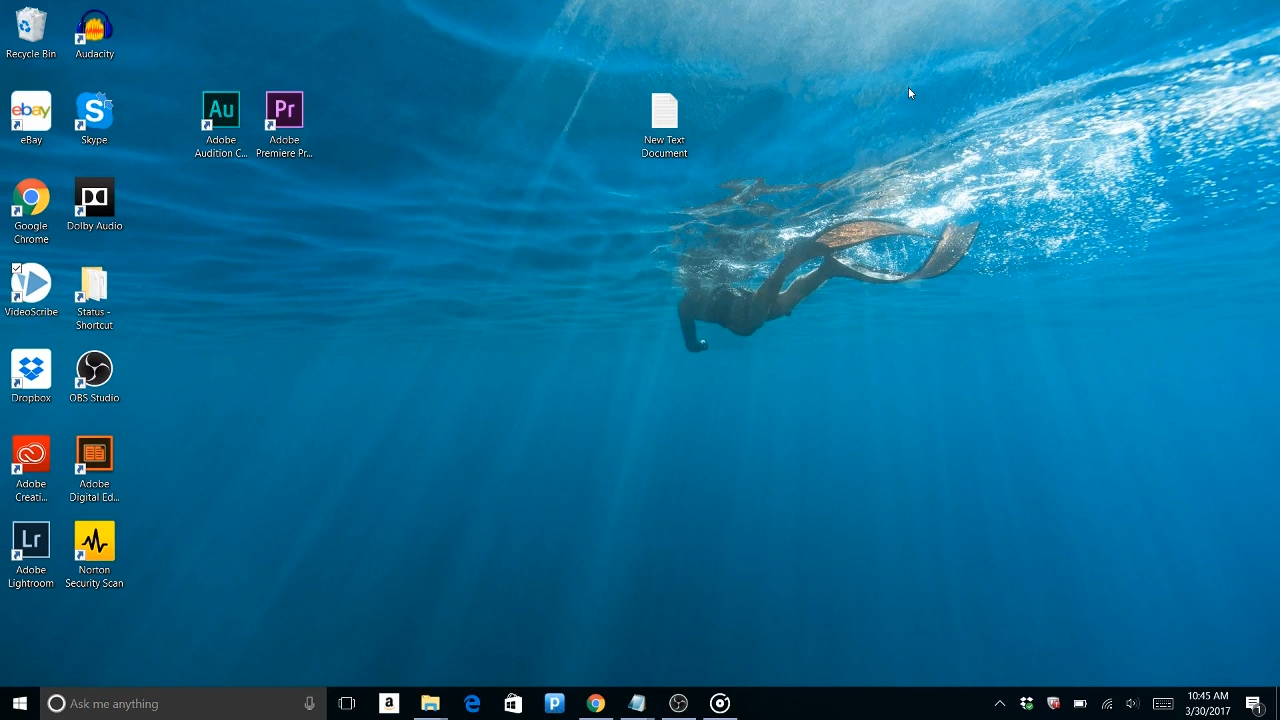 Recycle Bin
Audacity
ebay
eBay
S
Skype
Au
Adobe
Audition C...
Pr
Adobe
Premiere Pr...
New Text
Document
Google
Chrome
Dolby Audio
VideoScribe
Status -
Shortcut
Dropbox
OBS Studio
Adobe
Creati...
Adobe
Digital Ed...
Lr
Adobe
Lightroom
Norton
Security Scan
Ask me anything
a
e
P
10:45 AM
3/30/2017
1